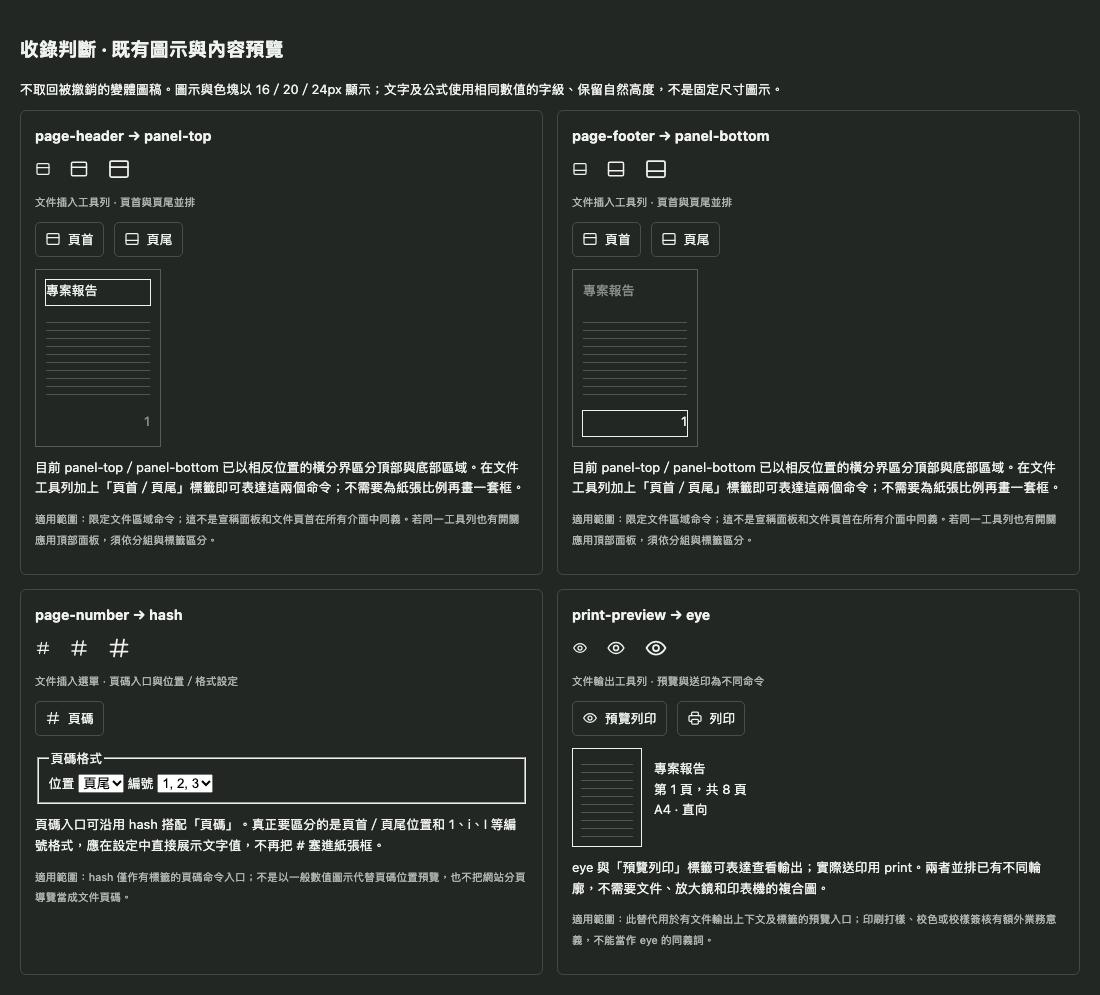 收錄判斷 · 既有圖示與內容預覽
不取回被撤銷的變體圖稿。圖示與色塊以 16 / 20 / 24px 顯示；文字及公式使用相同數值的字級、保留自然高度，不是固定尺寸圖示。
page-header → panel-top
文件插入工具列 · 頁首與頁尾並排
頁首 頁尾
專案報告
1
目前 panel-top / panel-bottom 已以相反位置的橫分界區分頂部與底部區域。在文件
工具列加上「頁首 / 頁尾」標籤即可表達這兩個命令；不需要為紙張比例再畫一套框。
適用範圍：限定文件區域命令；這不是宣稱面板和文件頁首在所有介面中同義。若同一工具列也有開關
應用頂部面板，須依分組與標籤區分。
page-footer → panel-bottom
文件插入工具列 · 頁首與頁尾並排
頁首 頁尾
專案報告
1
目前 panel-top / panel-bottom 已以相反位置的橫分界區分頂部與底部區域。在文件
工具列加上「頁首 / 頁尾」標籤即可表達這兩個命令；不需要為紙張比例再畫一套框。
適用範圍：限定文件區域命令；這不是宣稱面板和文件頁首在所有介面中同義。若同一工具列也有開關
應用頂部面板，須依分組與標籤區分。
page-number → hash
文件插入選單 · 頁碼入口與位置 / 格式設定
頁碼
頁碼格式
位置 頁尾 編號 1, 2, 3
頁碼入口可沿用 hash 搭配「頁碼」。真正要區分的是頁首 / 頁尾位置和 1、i、I 等編
號格式，應在設定中直接展示文字值，不再把 # 塞進紙張框。
適用範圍：hash 僅作有標籤的頁碼命令入口；不是以一般數值圖示代替頁碼位置預覽，也不把網站分頁
導覽當成文件頁碼。
print-preview → eye
文件輸出工具列 · 預覽與送印為不同命令
預覽列印 列印
專案報告
第 1 頁，共 8 頁
A4 · 直向
eye 與「預覽列印」標籤可表達查看輸出；實際送印用 print。兩者並排已有不同輪
廓，不需要文件、放大鏡和印表機的複合圖。
適用範圍：此替代用於有文件輸出上下文及標籤的預覽入口；印刷打樣、校色或校樣簽核有額外業務意
義，不能當作 eye 的同義詞。